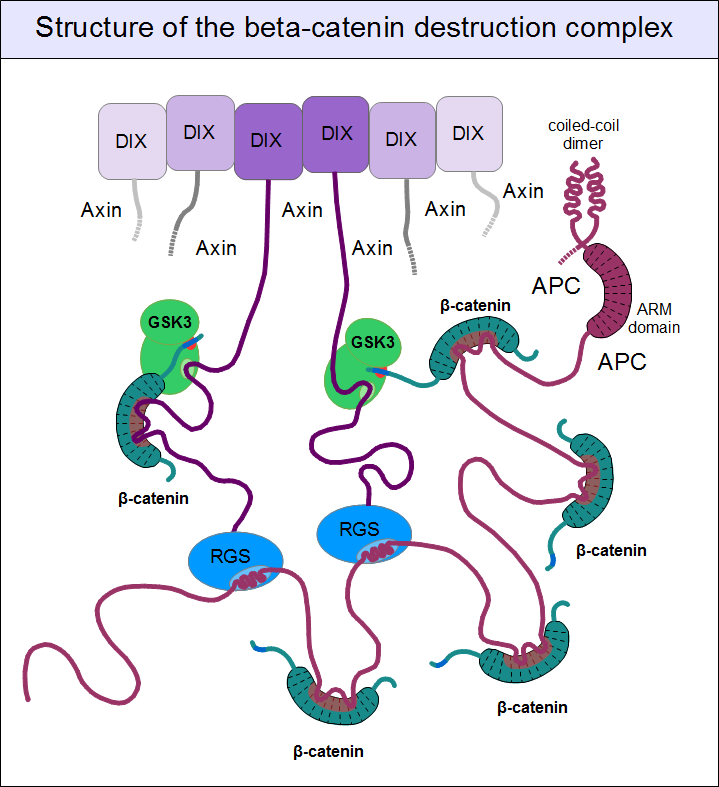 Structure of the beta-catenin destruction complex
DIX
DIX
DIX
DIX
DIX
DIX
coiled-coil
dimer
Axin
Axin
Axin
Axin
Axin
Axin
APC
ARM
domain
APC
β-catenin
GSK3
GSK3
β-catenin
RGS
RGS
β-catenin
β-catenin
β-catenin